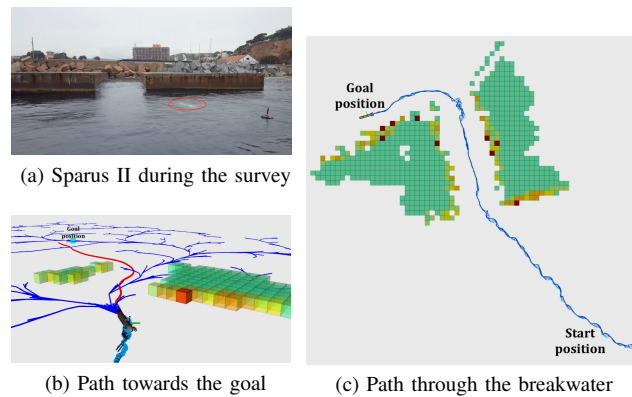 (a) Sparus II during the survey
Goal
position
(b) Path towards the goal
Goal
position
Start
position
(c) Path through the breakwater